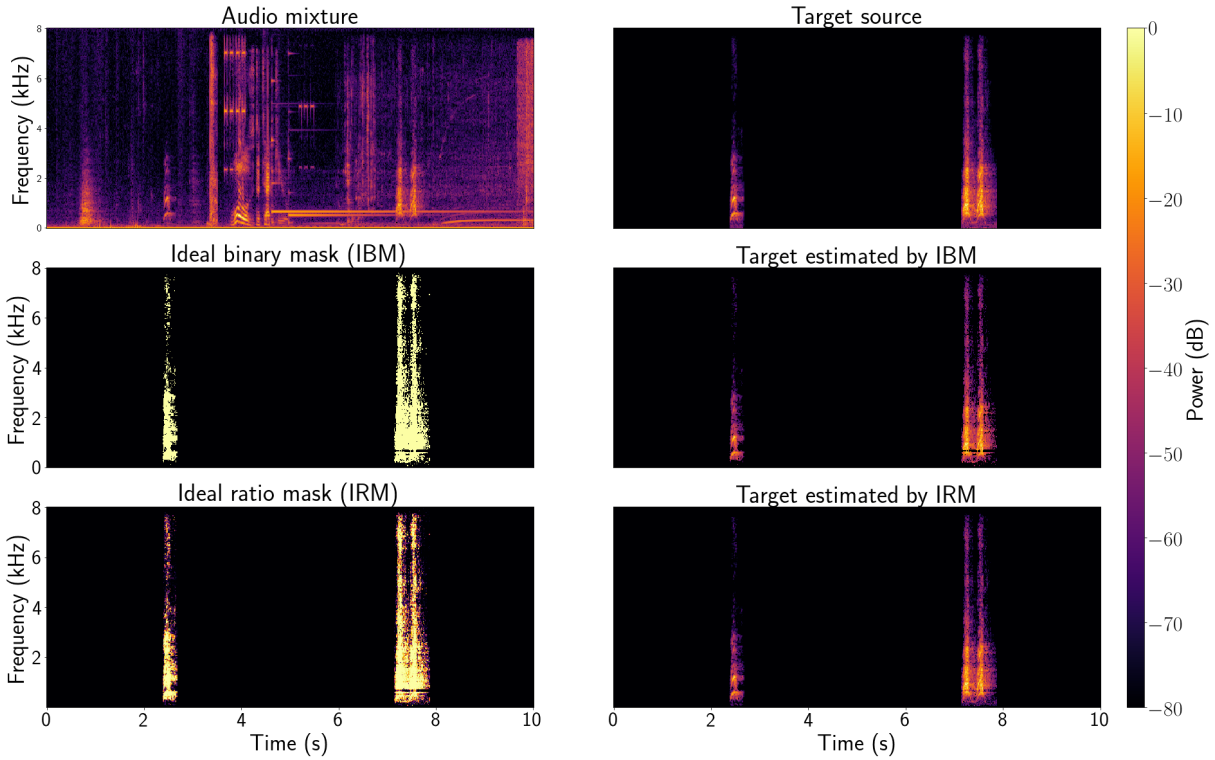 Audio mixture
Target source
Frequency (kHz)
8
6
4
2
0
0
−10
−20
−30
−40
−50
−60
−70
−80
Power (dB)
Ideal binary mask (IBM)
Target estimated by IBM
Frequency (kHz)
8
6
4
2
0
Ideal ratio mask (IRM)
Target estimated by IRM
Frequency (kHz)
8
6
4
2
0 2 4 6 8 10
Time (s)
0 2 4 6 8 10
Time (s)